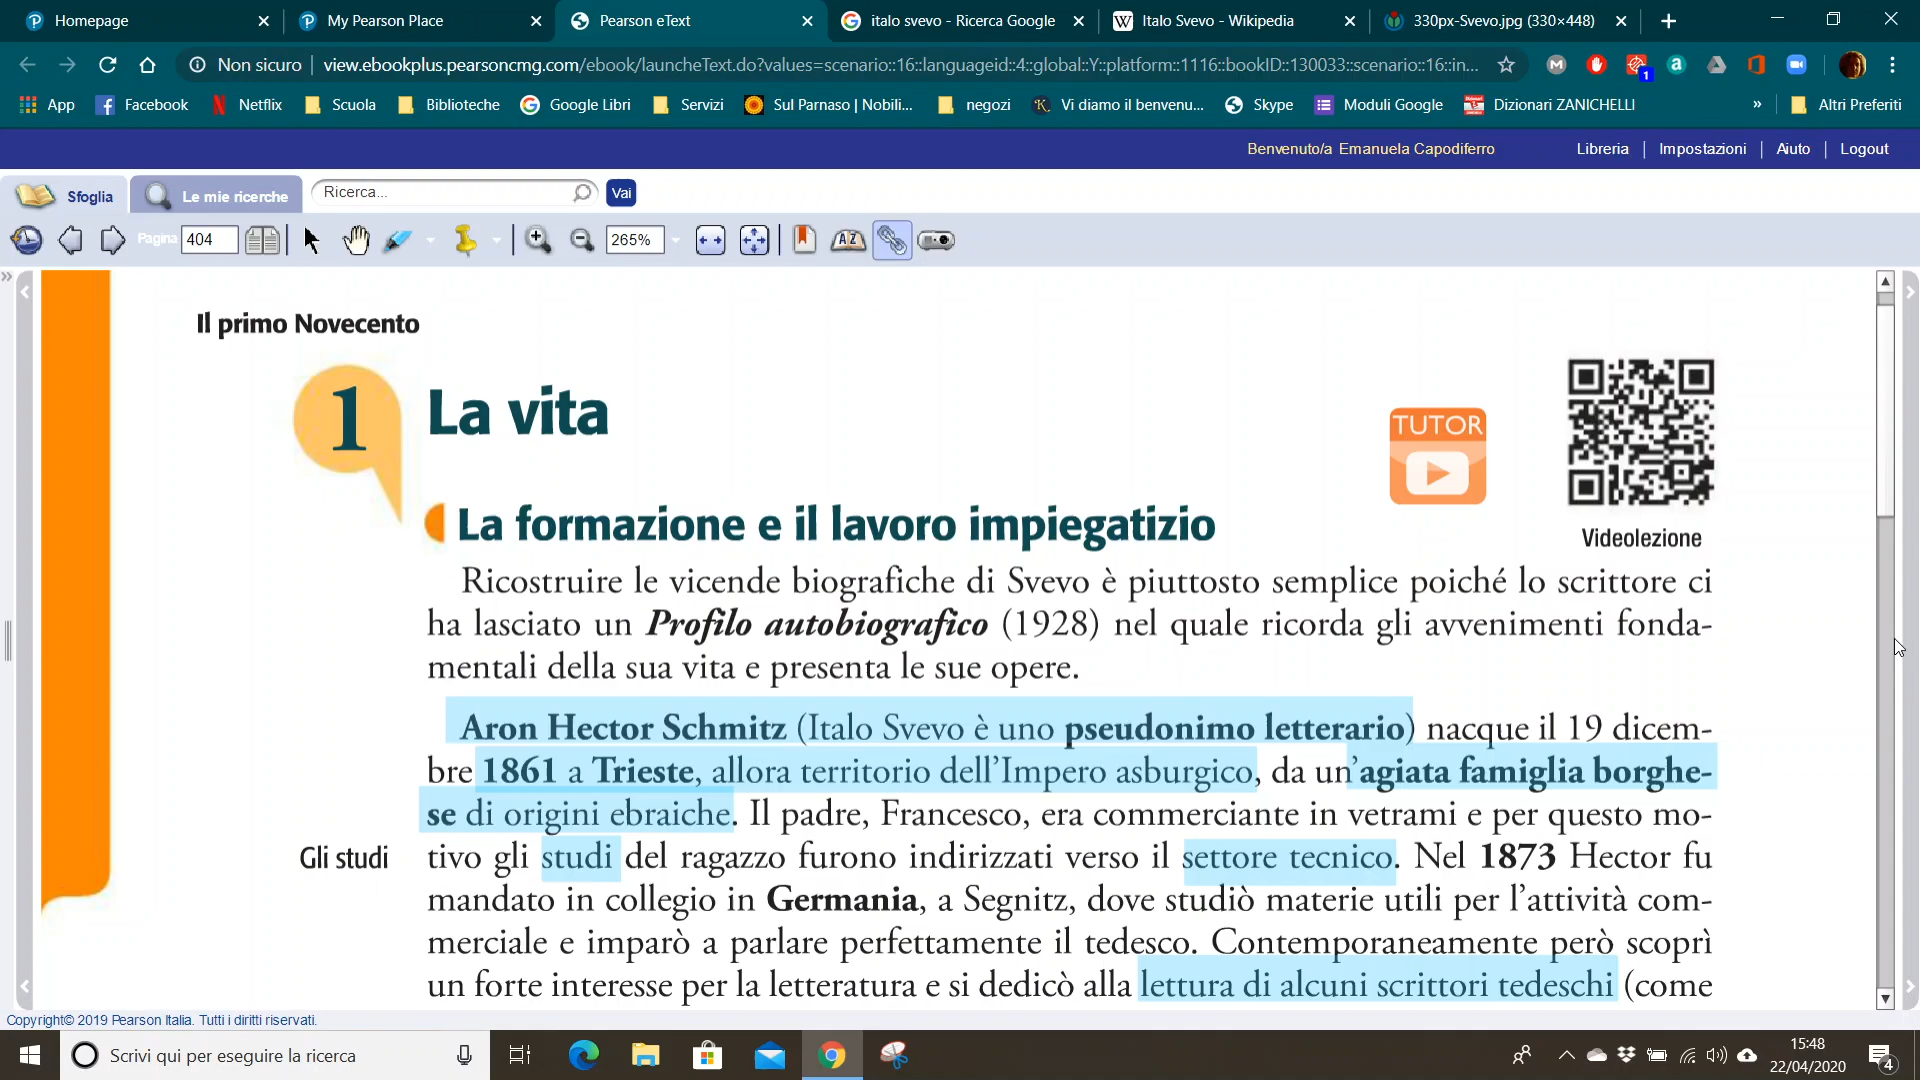 Homepage
My Pearson Place
Pearson eText
italo svevo - Ricerca Google
Italo Svevo - Wikipedia
330px-Svevo.jpg (330×448)
Non sicuro
view.ebookplus.pearsoncmg.com/ebook/launcheText.do?values=scenario::16::languageid::4::global::Y::platform::1116::bookID::130033::scenario::16::in...
App
Facebook
Netflix
Scuola
Biblioteche
Google Libri
Servizi
Sul Parnaso | Nobili...
negozi
Vi diamo il benvenu...
Skype
Moduli Google
Dizionari ZANICHELLI
»
Altri Preferiti
Benvenuto/a Emanuela Capodiferro
Libreria | Impostazioni | Aiuto | Logout
Sfoglia
Le mie ricerche
Ricerca...
Vai
Pagina 404
265%
Il primo Novecento
1
La vita
TUTOR
Videolezione
La formazione e il lavoro impiegatizio
Ricostruire le vicende biografiche di Svevo è piuttosto semplice poiché lo scrittore ci
ha lasciato un Profilo autobiografico (1928) nel quale ricorda gli avvenimenti fonda-
mentali della sua vita e presenta le sue opere.
Aron Hector Schmitz (Italo Svevo è uno pseudonimo letterario) nacque il 19 dicem-
bre 1861 a Trieste, allora territorio dell'Impero asburgico, da un'agiata famiglia borghe-
se di origini ebraiche. Il padre, Francesco, era commerciante in vetrami e per questo mo-
Gli studi
tivo gli studi del ragazzo furono indirizzati verso il settore tecnico. Nel 1873 Hector fu
mandato in collegio in Germania, a Segnitz, dove studiò materie utili per l'attività com-
merciale e imparò a parlare perfettamente il tedesco. Contemporaneamente però scoprì
un forte interesse per la letteratura e si dedicò alla lettura di alcuni scrittori tedeschi (come
Copyright© 2019 Pearson Italia. Tutti i diritti riservati.
Scrivi qui per eseguire la ricerca
15:48
22/04/2020
4